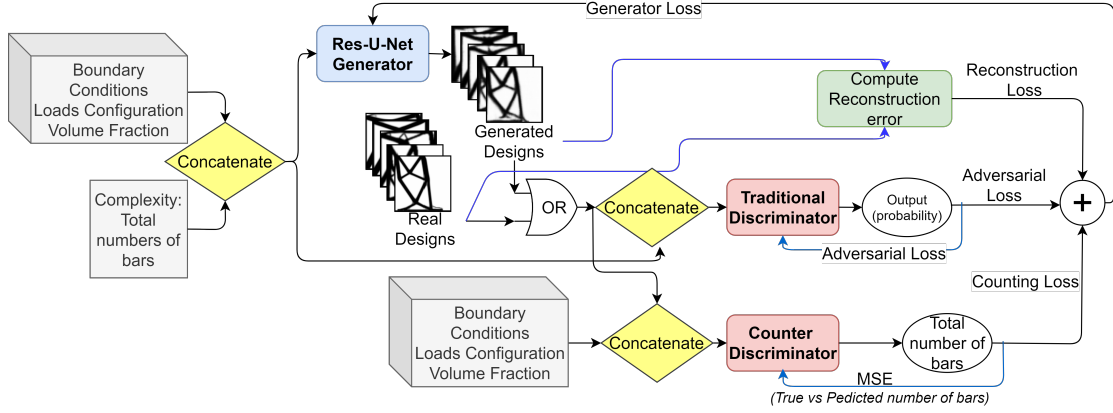 Generator Loss
Res-U-Net
Generator
Boundary
Conditions
Loads Configuration
Volume Fraction
Concatenate
Complexity:
Total
numbers of
bars
Generated
Designs
Real
Designs
OR
Compute
Reconstruction
error
Reconstruction
Loss
Concatenate
Traditional
Discriminator
Output
(probability)
Adversarial
Loss
+
Adversarial Loss
Counting Loss
Boundary
Conditions
Loads Configuration
Volume Fraction
Concatenate
Counter
Discriminator
Total
number of
bars
MSE
(True vs Pedicted number of bars)